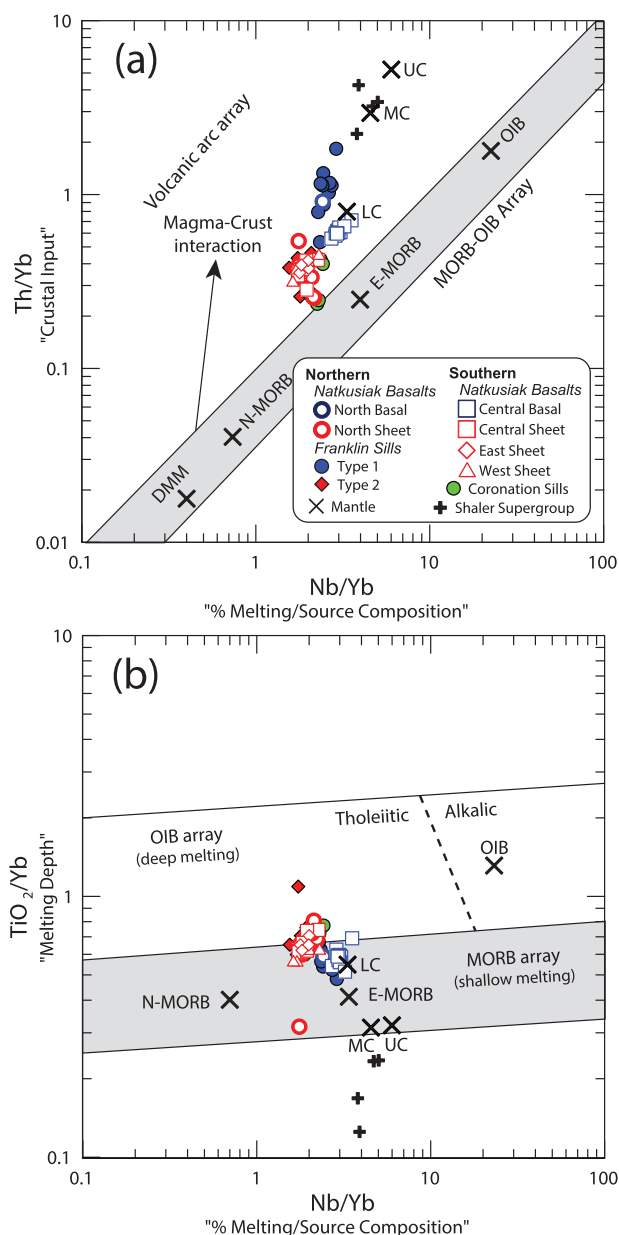 (a)
10
1
0.1
0.01
Th/Yb
"Crustal Input"
UC
MC
LC
OIB
Volcanic arc array
Magma-Crust
interaction
MORB-OIB Array
E-MORB
N-MORB
DMM
Northern
Natkusiak Basalts
North Basal
North Sheet
Franklin Sills
Type 1
Type 2
Mantle
Southern
Natkusiak Basalts
Central Basal
Central Sheet
East Sheet
West Sheet
Coronation Sills
Shaler Supergroup
0.1
1
10
100
Nb/Yb
"% Melting/Source Composition"
(b)
10
1
0.1
TiO2/Yb
"Melting Depth"
OIB array
(deep melting)
Tholeiitic
Alkalic
OIB
MORB array
(shallow melting)
LC
N-MORB
E-MORB
MC
UC
0.1
1
10
100
Nb/Yb
"% Melting/Source Composition"